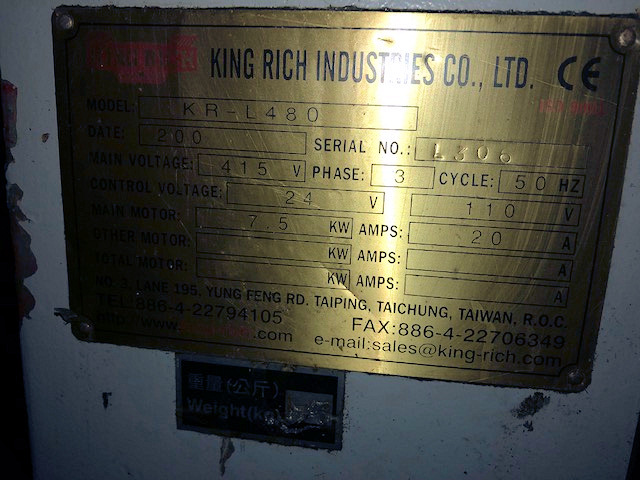 KING RICH INDUSTRIES CO., LTD. CE
ISO 9002
MODEL: KR-L480
DATE: 200 SERIAL NO.: L306
MAIN VOLTAGE: 415 V PHASE: 3 CYCLE: 50 HZ
CONTROL VOLTAGE: 24 V 110 V
MAIN MOTOR: 7.5 KW AMPS: 20 A
OTHER MOTOR: KW AMPS: A
TOTAL MOTOR: KW AMPS: A
LANE 195, YUNG FENG RD. TAIPING, TAICHUNG, TAIWAN, R.O.C.
TEL:886-4-22794105 FAX:886-4-22706349
www. .com e-mail:sales@king-rich.com
重量(公斤)
Weight(kg)